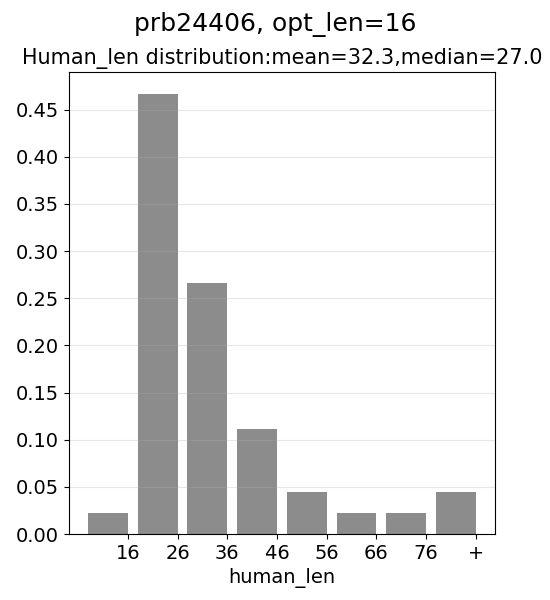 prb24406, opt_len=16
Human_len distribution:mean=32.3,median=27.0
0.45
0.40
0.35
0.30
0.25
0.20
0.15
0.10
0.05
0.00
16 26 36 46 56 66 76 +
human_len